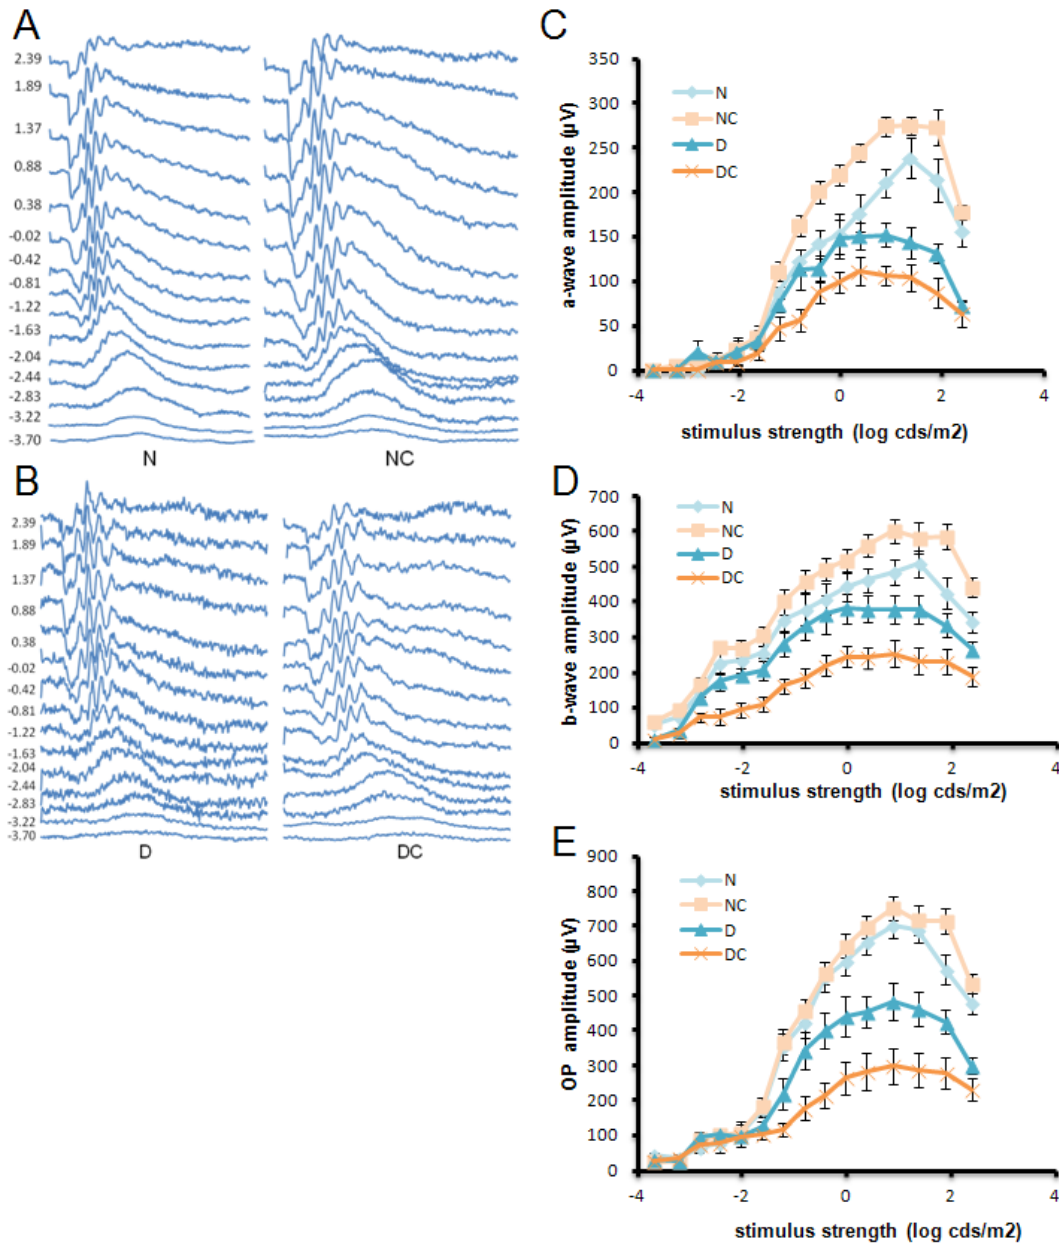 A
2.39
1.89
1.37
0.88
0.38
-0.02
-0.42
-0.81
-1.22
-1.63
-2.04
-2.44
-2.83
-3.22
-3.70
N
NC
B
2.39
1.89
1.37
0.88
0.38
-0.02
-0.42
-0.81
-1.22
-1.63
-2.04
-2.44
-2.83
-3.22
-3.70
D
DC
C
a-wave amplitude (µV)
350
300
250
200
150
100
50
0
N
NC
D
DC
-4
-2
0
2
4
stimulus strength (log cds/m2)
D
b-wave amplitude (µV)
700
600
500
400
300
200
100
0
N
NC
D
DC
-4
-2
0
2
4
stimulus strength (log cds/m2)
E
OP amplitude (µV)
900
800
700
600
500
400
300
200
100
0
N
NC
D
DC
-4
-2
0
2
4
stimulus strength (log cds/m2)